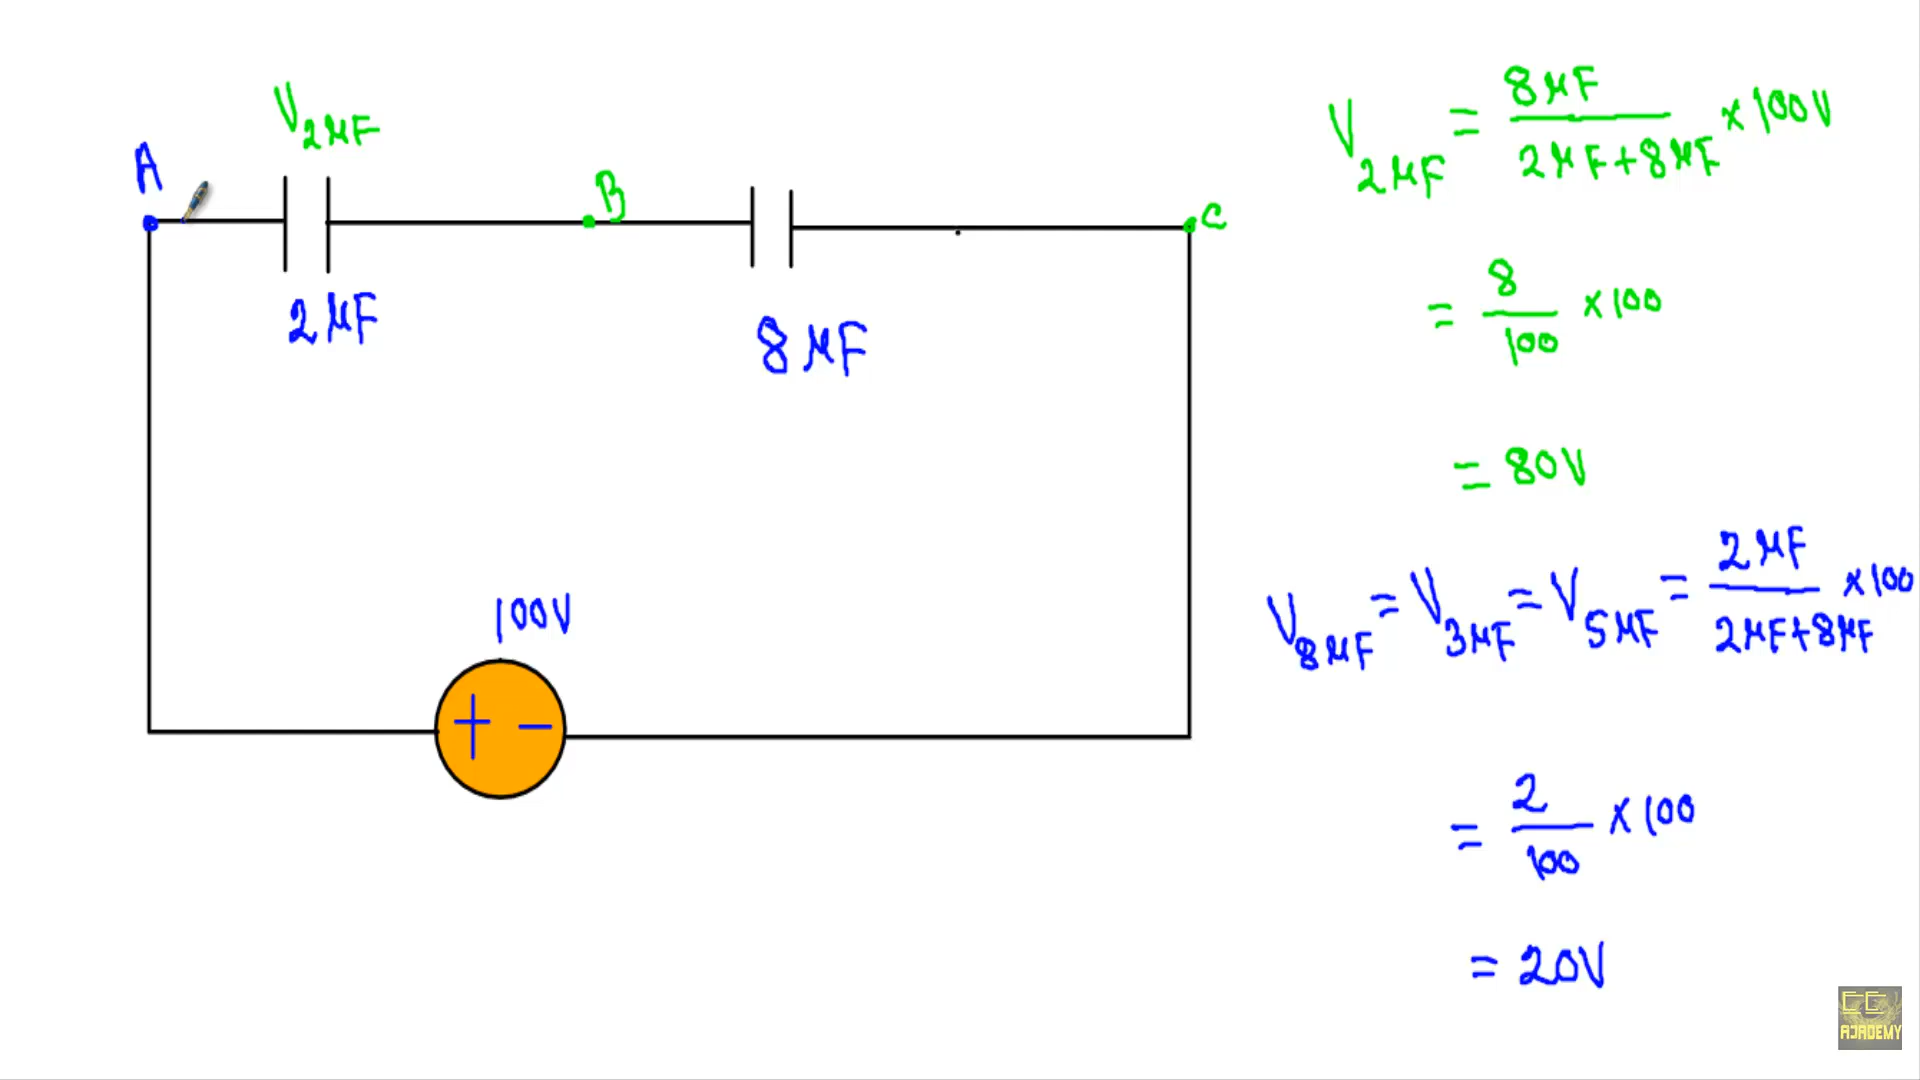 V2μF
A
B
C
2μF
8μF
100V
+ -
V2μF = 8μF / 2μF+8μF × 100V
= 8 / 100 × 100
= 80V
V8μF = V3μF = V5μF = 2μF / 2μF+8μF × 100
= 2 / 100 × 100
= 20V
EE
ACADEMY